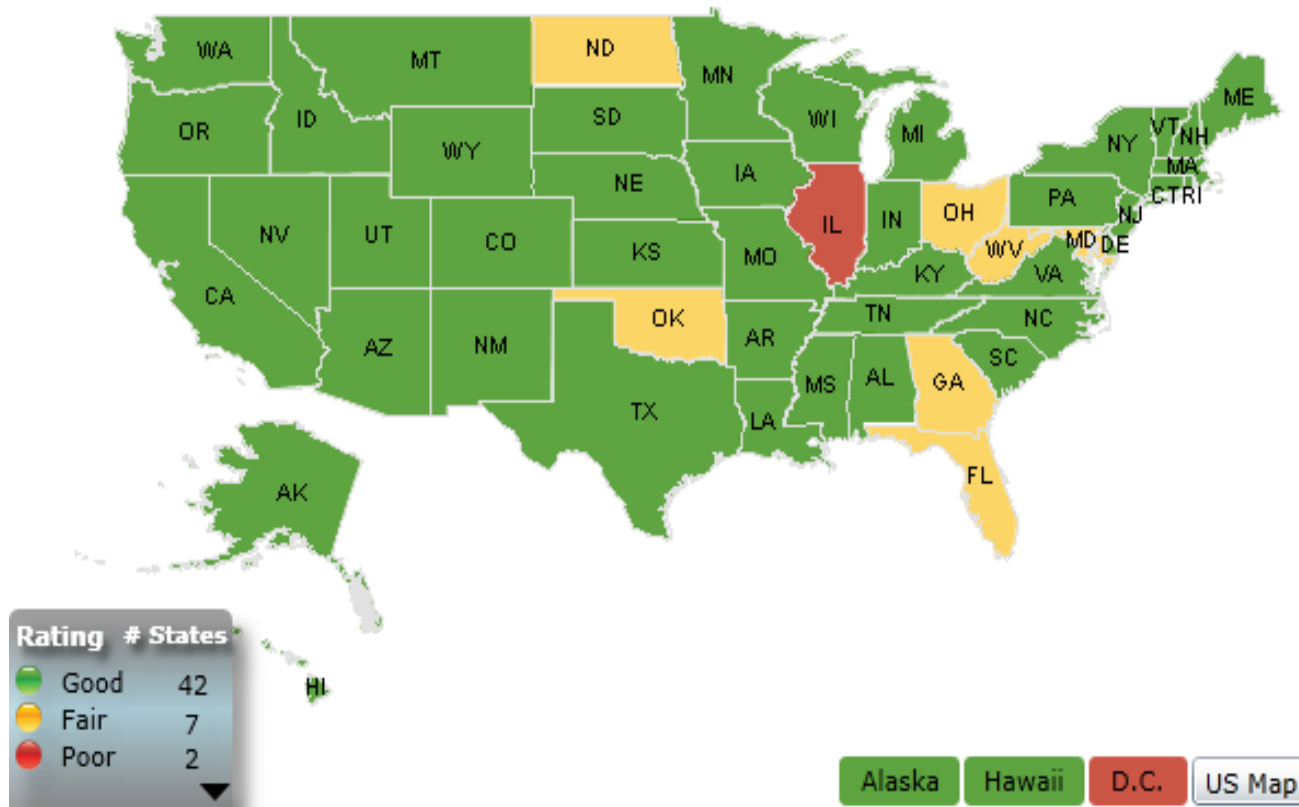 WA
MT
ND
MN
ME
OR
ID
SD
WI
MI
VT
NH
NY
WY
MA
NE
IA
PA
CT RI
NV
UT
CO
IL
IN
OH
NJ
WV
MD
DE
KS
MO
KY
VA
CA
OK
TN
NC
AZ
NM
AR
SC
MS
AL
GA
TX
LA
FL
AK
HI
Rating # States
Good 42
Fair 7
Poor 2
Alaska Hawaii D.C. US Map